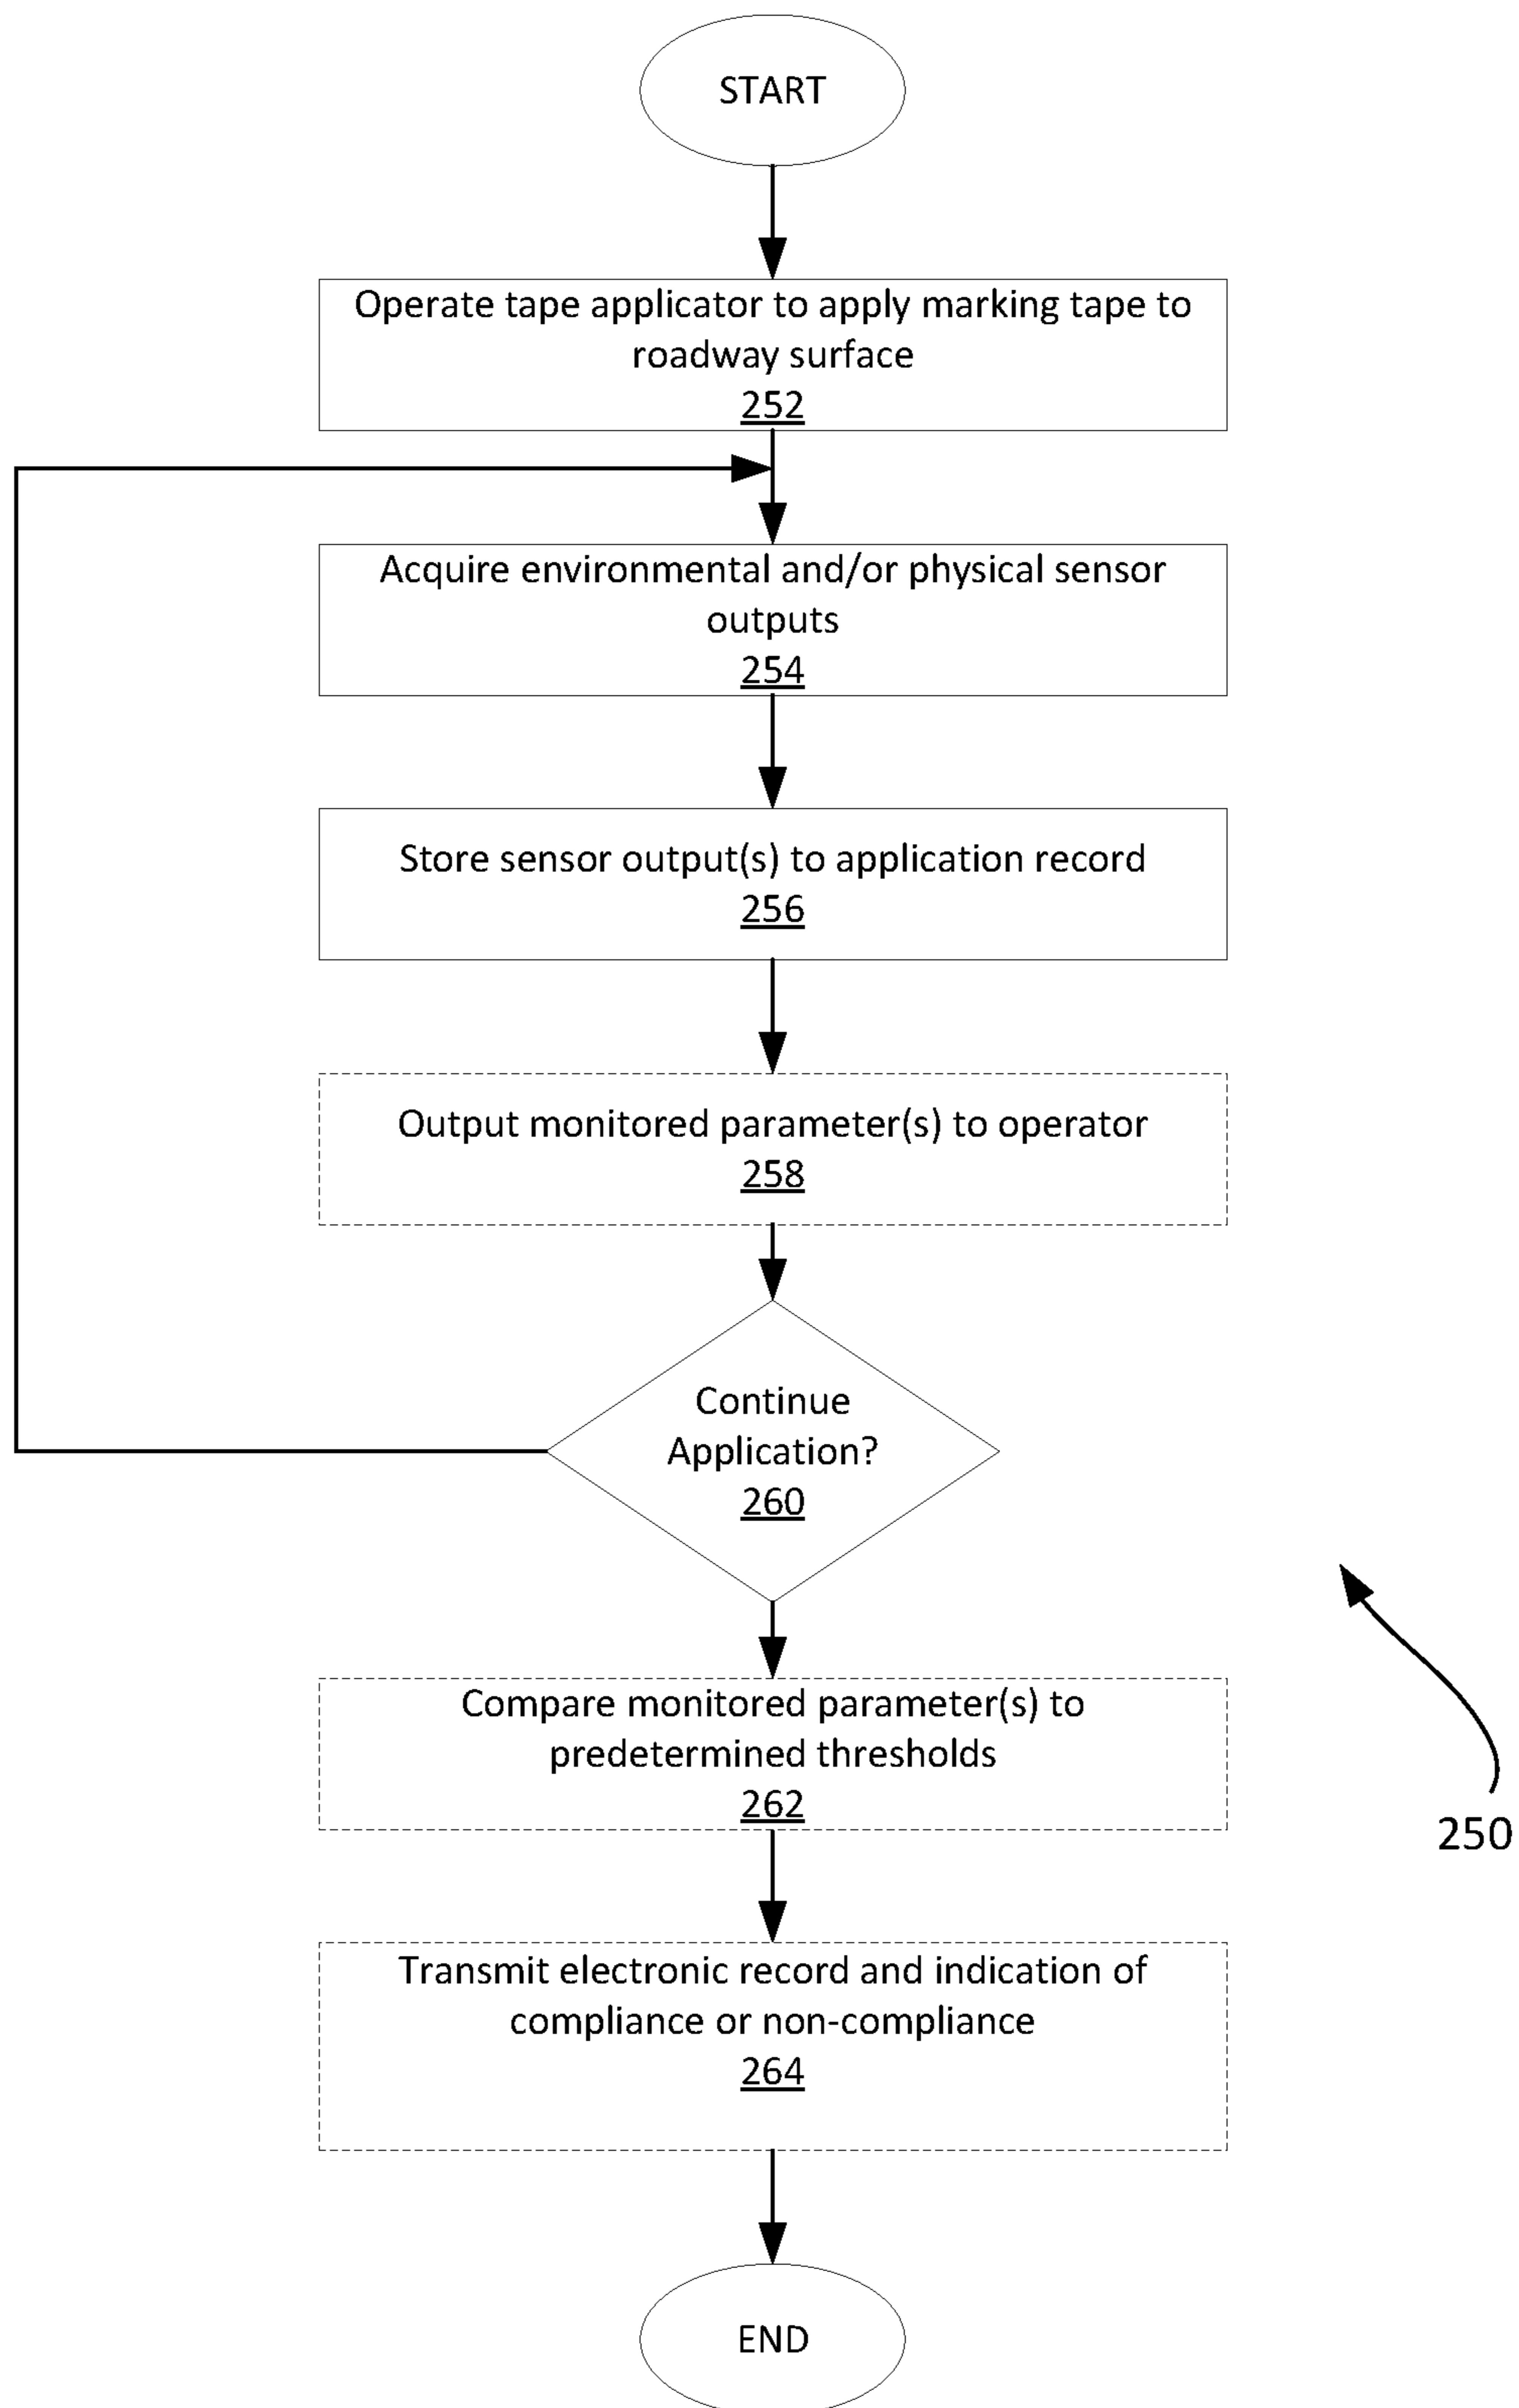 START
Operate tape applicator to apply marking tape to
roadway surface
252
Acquire environmental and/or physical sensor
outputs
254
Store sensor output(s) to application record
256
Output monitored parameter(s) to operator
258
Continue
Application?
260
Compare monitored parameter(s) to
predetermined thresholds
262
250
Transmit electronic record and indication of
compliance or non-compliance
264
END